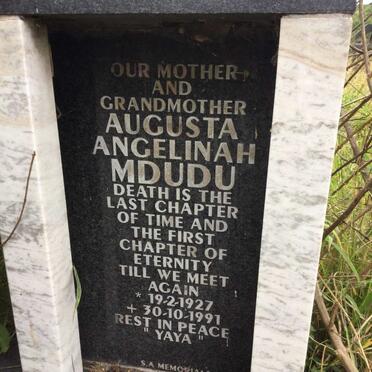 OUR MOTHER
AND
GRANDMOTHER
AUGUSTA
ANGELINAH
MDUDU
DEATH IS THE
LAST CHAPTER
OF TIME AND
THE FIRST
CHAPTER OF
ETERNITY
TILL WE MEET
AGAIN
* 19-2-1927
+ 30-10-1991
REST IN PEACE
" YAYA "
S.A MEMORIAL